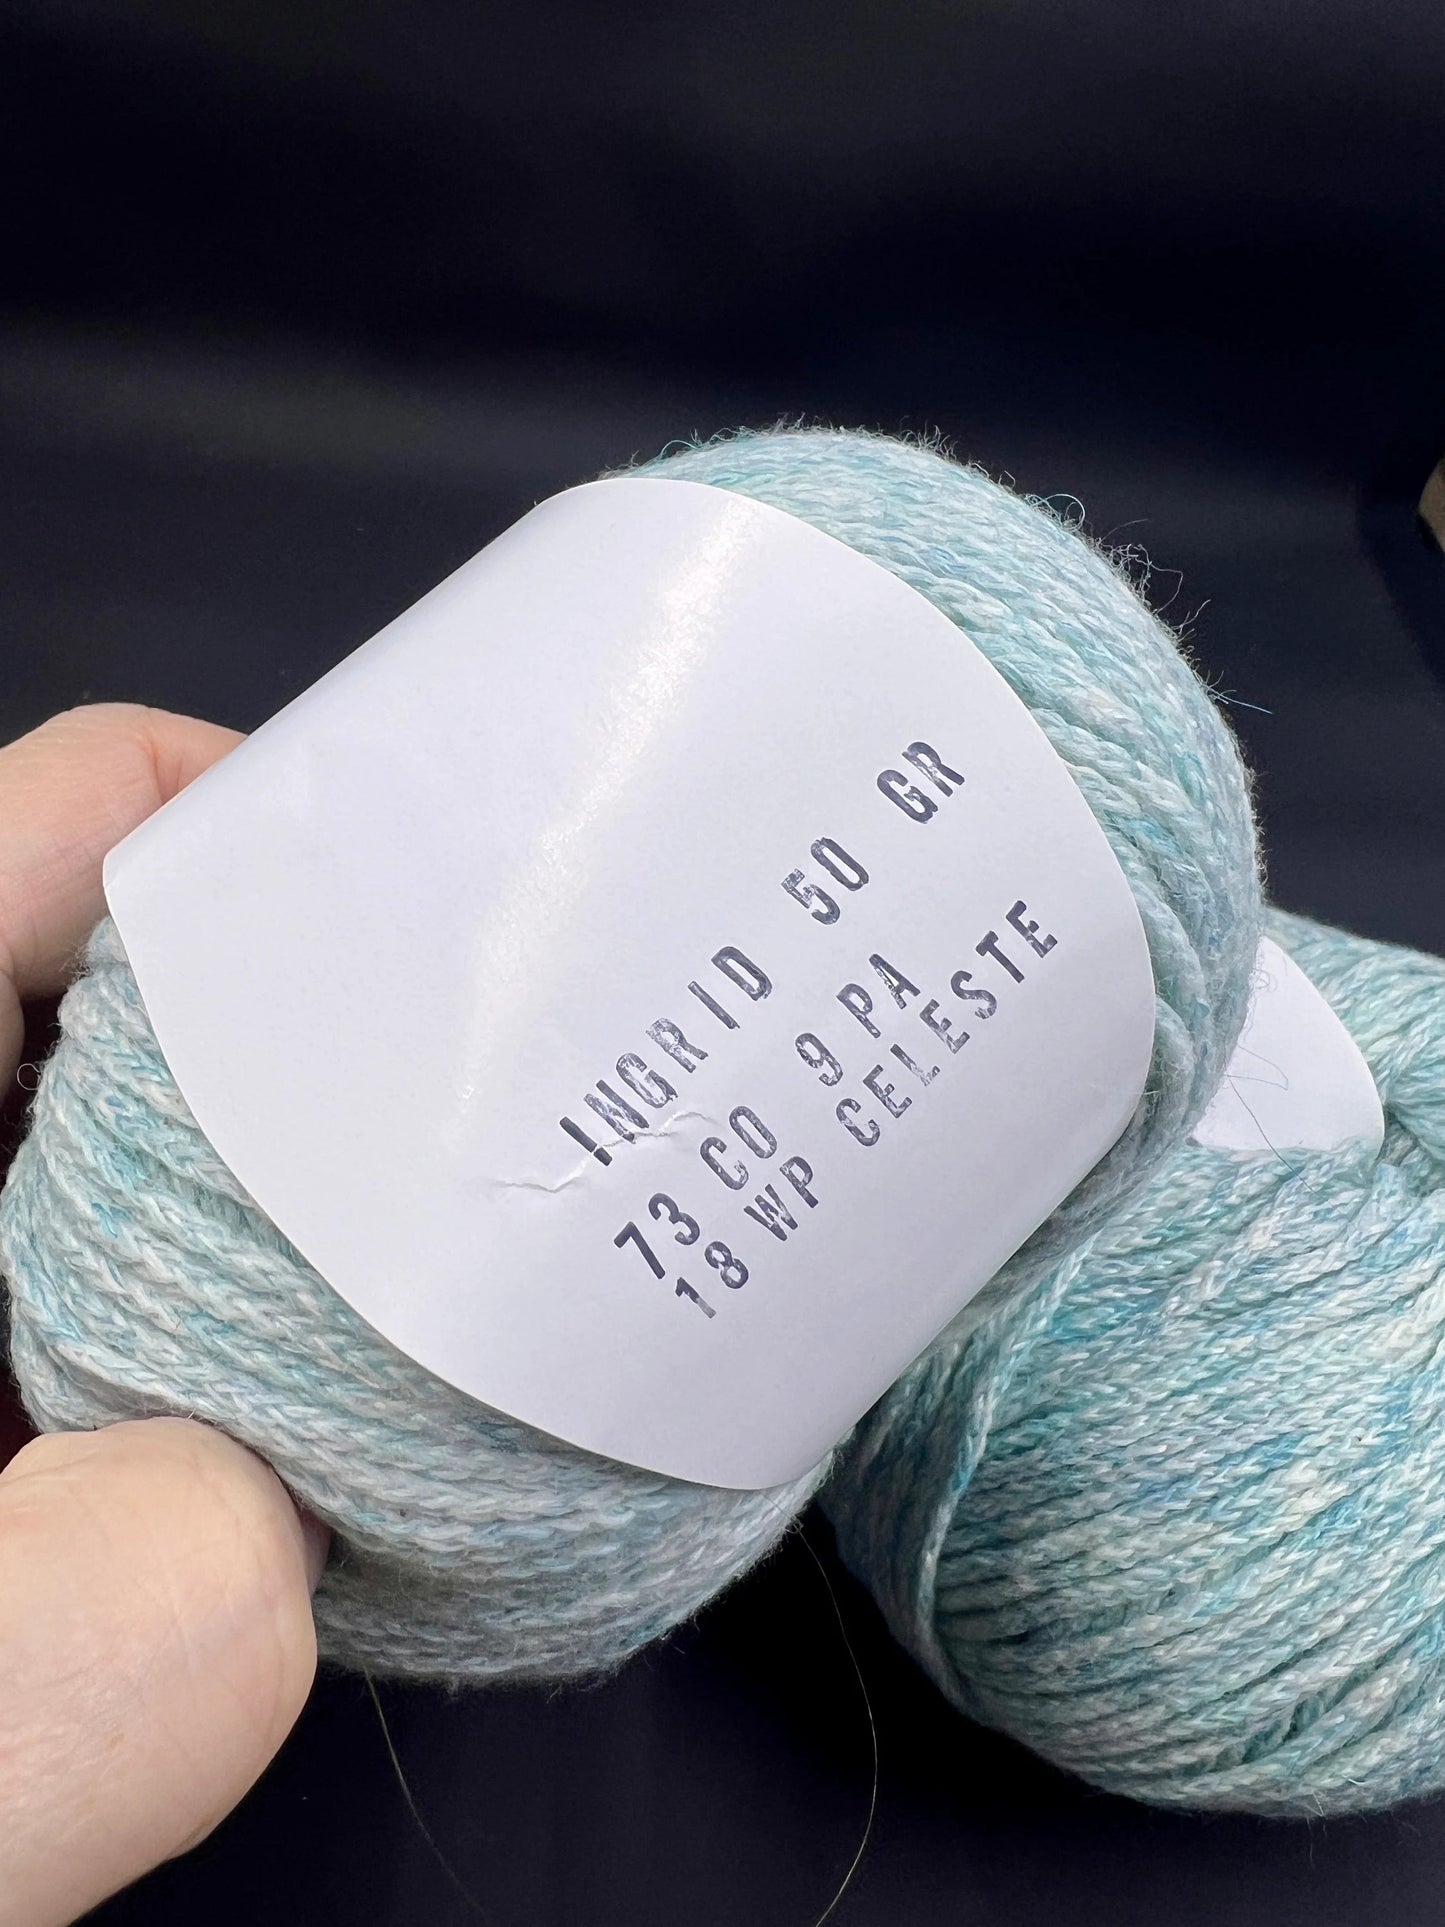 INGRID 50 GR
73 CO 9 PA
18 WP CELESTE